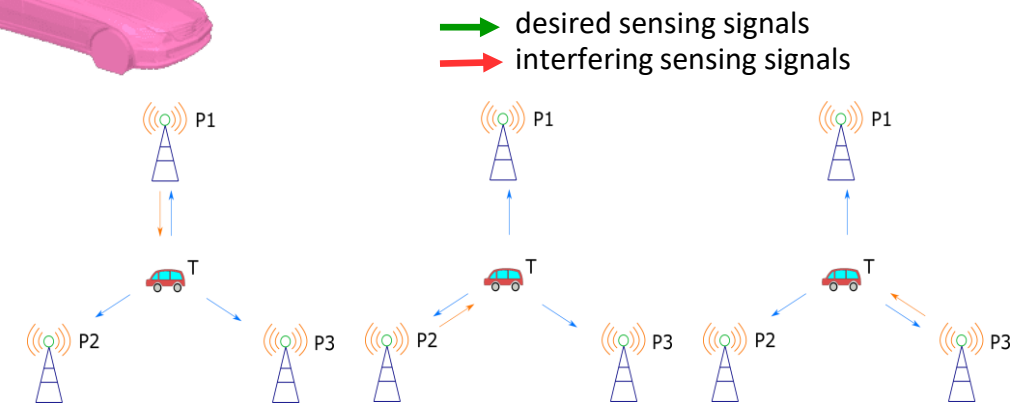 desired sensing signals
interfering sensing signals
P1
P1
P1
T
T
T
P2
P3
P2
P3
P2
P3